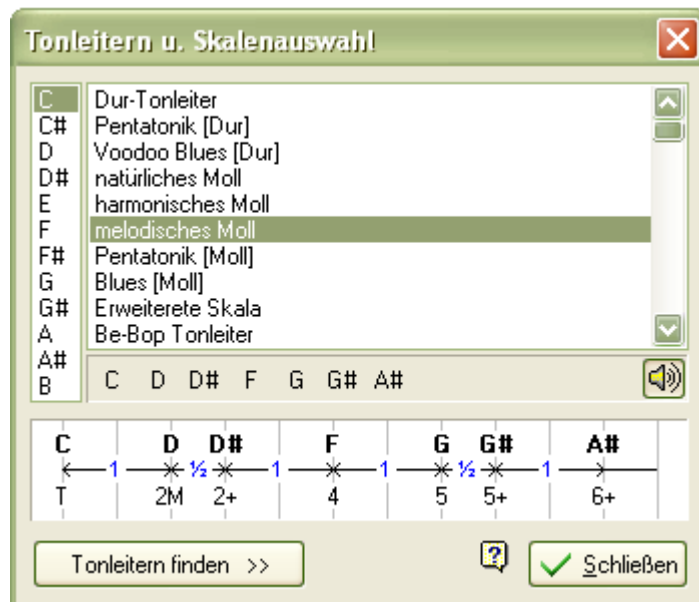 Tonleitern u. Skalenauswahl
C
C#
D
D#
E
F
F#
G
G#
A
A#
B
Dur-Tonleiter
Pentatonik [Dur]
Voodoo Blues [Dur]
natürliches Moll
harmonisches Moll
melodisches Moll
Pentatonik [Moll]
Blues [Moll]
Erweiterete Skala
Be-Bop Tonleiter
C D D# F G G# A#
C D D# F G G# A#
1 ½ 1 1 ½ 1
T 2M 2+ 4 5 5+ 6+
Tonleitern finden >>
?
Schließen